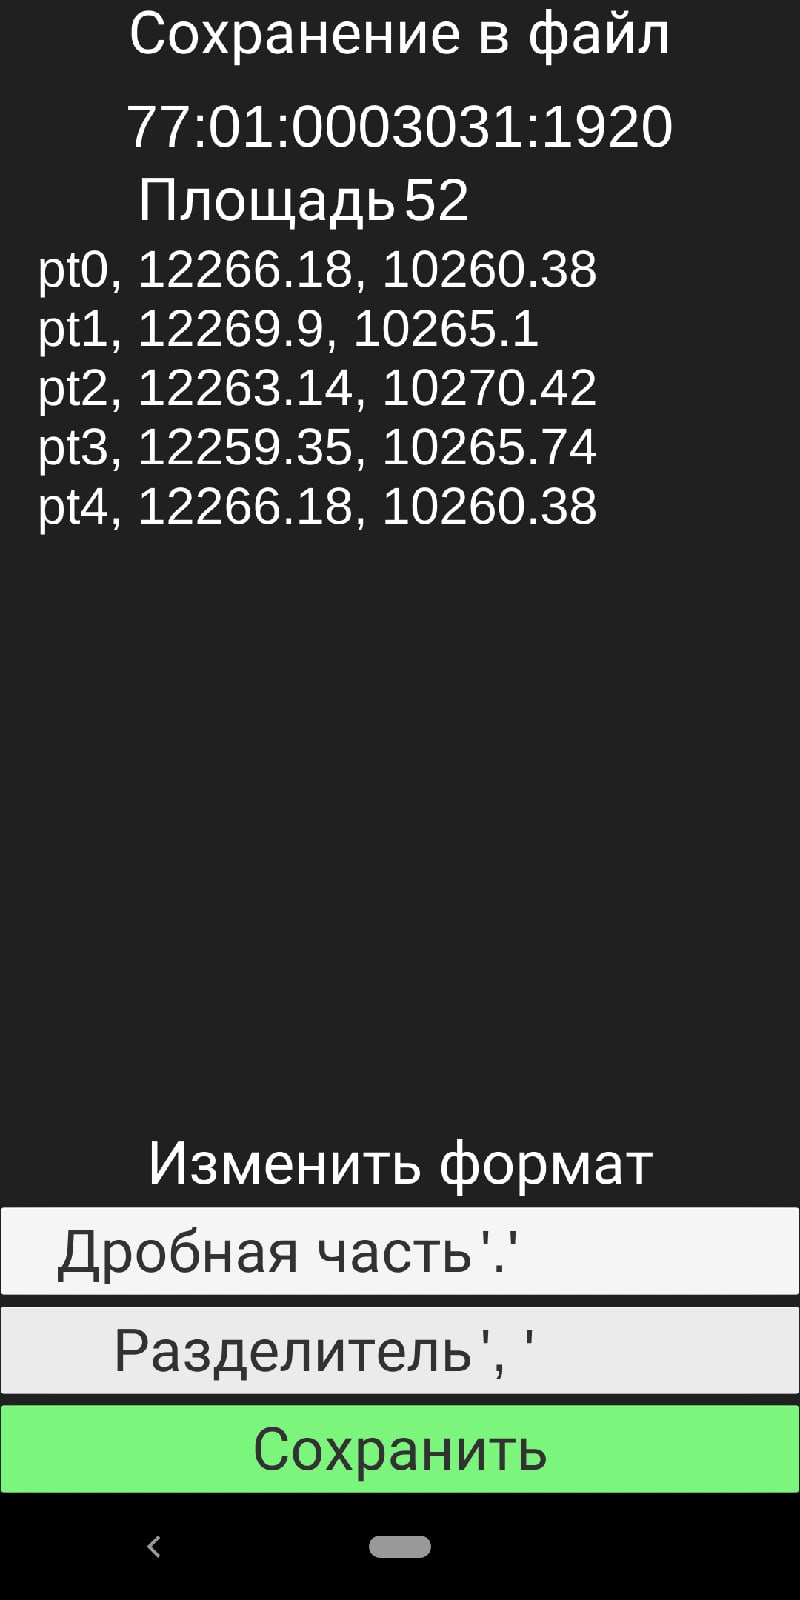 Сохранение в файл
77:01:0003031:1920
Площадь 52
pt0, 12266.18, 10260.38
pt1, 12269.9, 10265.1
pt2, 12263.14, 10270.42
pt3, 12259.35, 10265.74
pt4, 12266.18, 10260.38
Изменить формат
Дробная часть '.'
Разделитель ', '
Сохранить